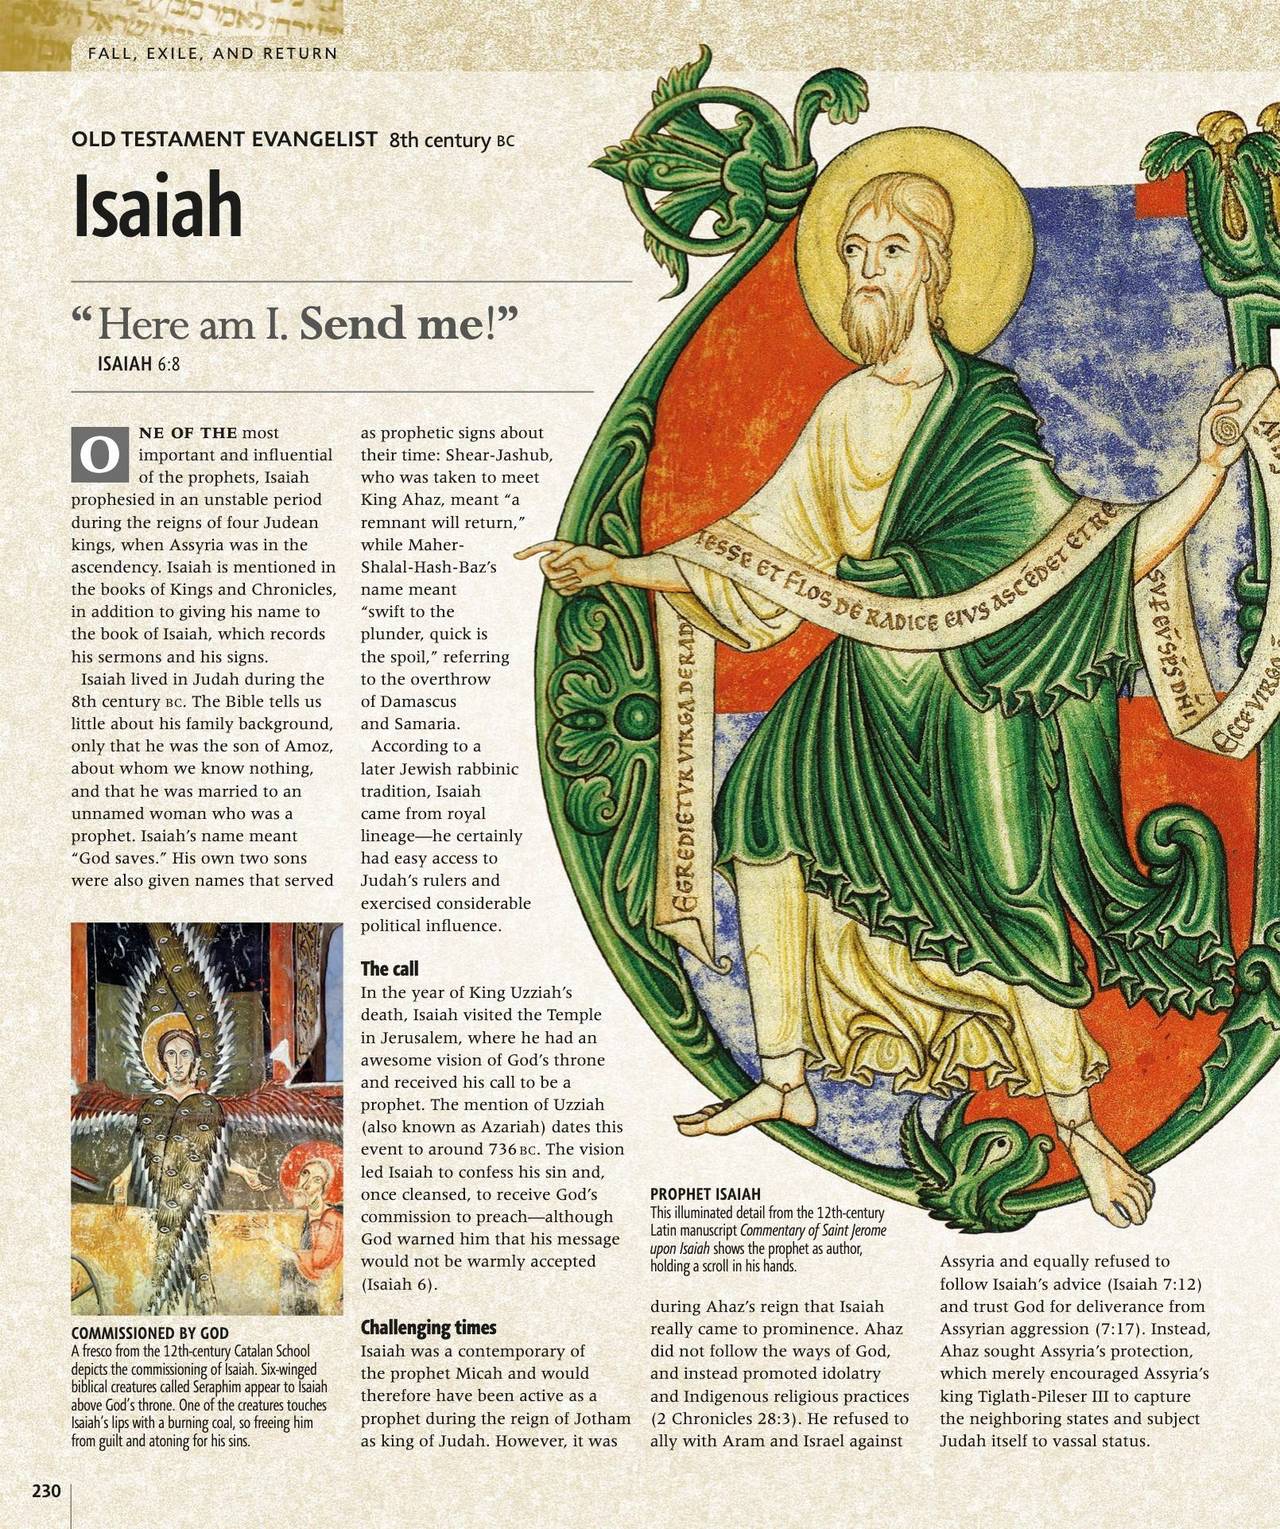 FALL, EXILE, AND RETURN
OLD TESTAMENT EVANGELIST 8th century BC
Isaiah
“Here am I. Send me!”
ISAIAH 6:8
ONE OF THE most
important and influential
of the prophets, Isaiah
prophesied in an unstable period
during the reigns of four Judean
kings, when Assyria was in the
ascendency. Isaiah is mentioned in
the books of Kings and Chronicles,
in addition to giving his name to
the book of Isaiah, which records
his sermons and his signs.
Isaiah lived in Judah during the
8th century BC. The Bible tells us
little about his family background,
only that he was the son of Amoz,
about whom we know nothing,
and that he was married to an
unnamed woman who was a
prophet. Isaiah’s name meant
“God saves.” His own two sons
were also given names that served
as prophetic signs about
their time: Shear-Jashub,
who was taken to meet
King Ahaz, meant “a
remnant will return,”
while Maher-
Shalal-Hash-Baz’s
name meant
“swift to the
plunder, quick is
the spoil,” referring
to the overthrow
of Damascus
and Samaria.
According to a
later Jewish rabbinic
tradition, Isaiah
came from royal
lineage—he certainly
had easy access to
Judah’s rulers and
exercised considerable
political influence.
The call
In the year of King Uzziah’s
death, Isaiah visited the Temple
in Jerusalem, where he had an
awesome vision of God’s throne
and received his call to be a
prophet. The mention of Uzziah
(also known as Azariah) dates this
event to around 736 BC. The vision
led Isaiah to confess his sin and,
once cleansed, to receive God’s
commission to preach—although
God warned him that his message
would not be warmly accepted
(Isaiah 6).
Challenging times
Isaiah was a contemporary of
the prophet Micah and would
therefore have been active as a
prophet during the reign of Jotham
as king of Judah. However, it was
during Ahaz’s reign that Isaiah
really came to prominence. Ahaz
did not follow the ways of God,
and instead promoted idolatry
and Indigenous religious practices
(2 Chronicles 28:3). He refused to
ally with Aram and Israel against
Assyria and equally refused to
follow Isaiah’s advice (Isaiah 7:12)
and trust God for deliverance from
Assyrian aggression (7:17). Instead,
Ahaz sought Assyria’s protection,
which merely encouraged Assyria’s
king Tiglath-Pileser III to capture
the neighboring states and subject
Judah itself to vassal status.
COMMISSIONED BY GOD
A fresco from the 12th-century Catalan School
depicts the commissioning of Isaiah. Six-winged
biblical creatures called Seraphim appear to Isaiah
above God’s throne. One of the creatures touches
Isaiah’s lips with a burning coal, so freeing him
from guilt and atoning for his sins.
PROPHET ISAIAH
This illuminated detail from the 12th-century
Latin manuscript Commentary of Saint Jerome
upon Isaiah shows the prophet as author,
holding a scroll in his hands.
EGREDIETVR VIRGA DE RADI
IESSE ET FLOS DE RADICE EIVS ASCĒDET ET RE
ECCE VIRGO
230